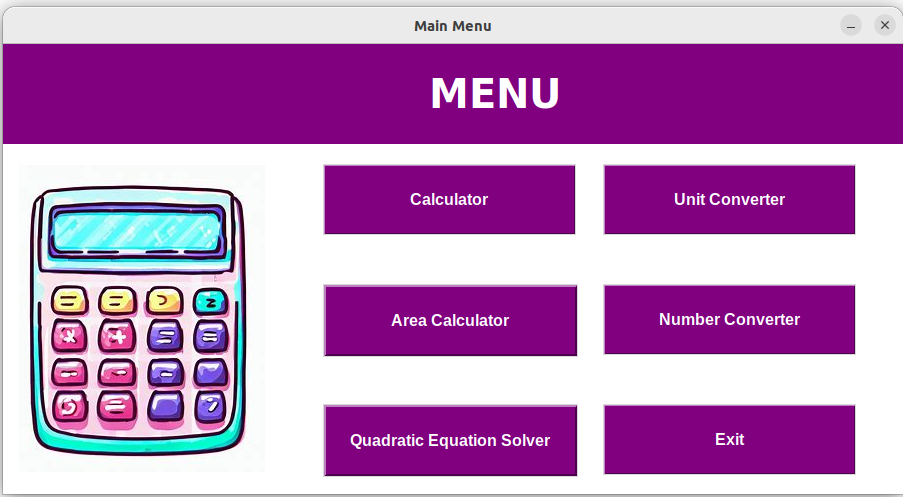 Main Menu
MENU
Calculator
Unit Converter
Area Calculator
Number Converter
Quadratic Equation Solver
Exit